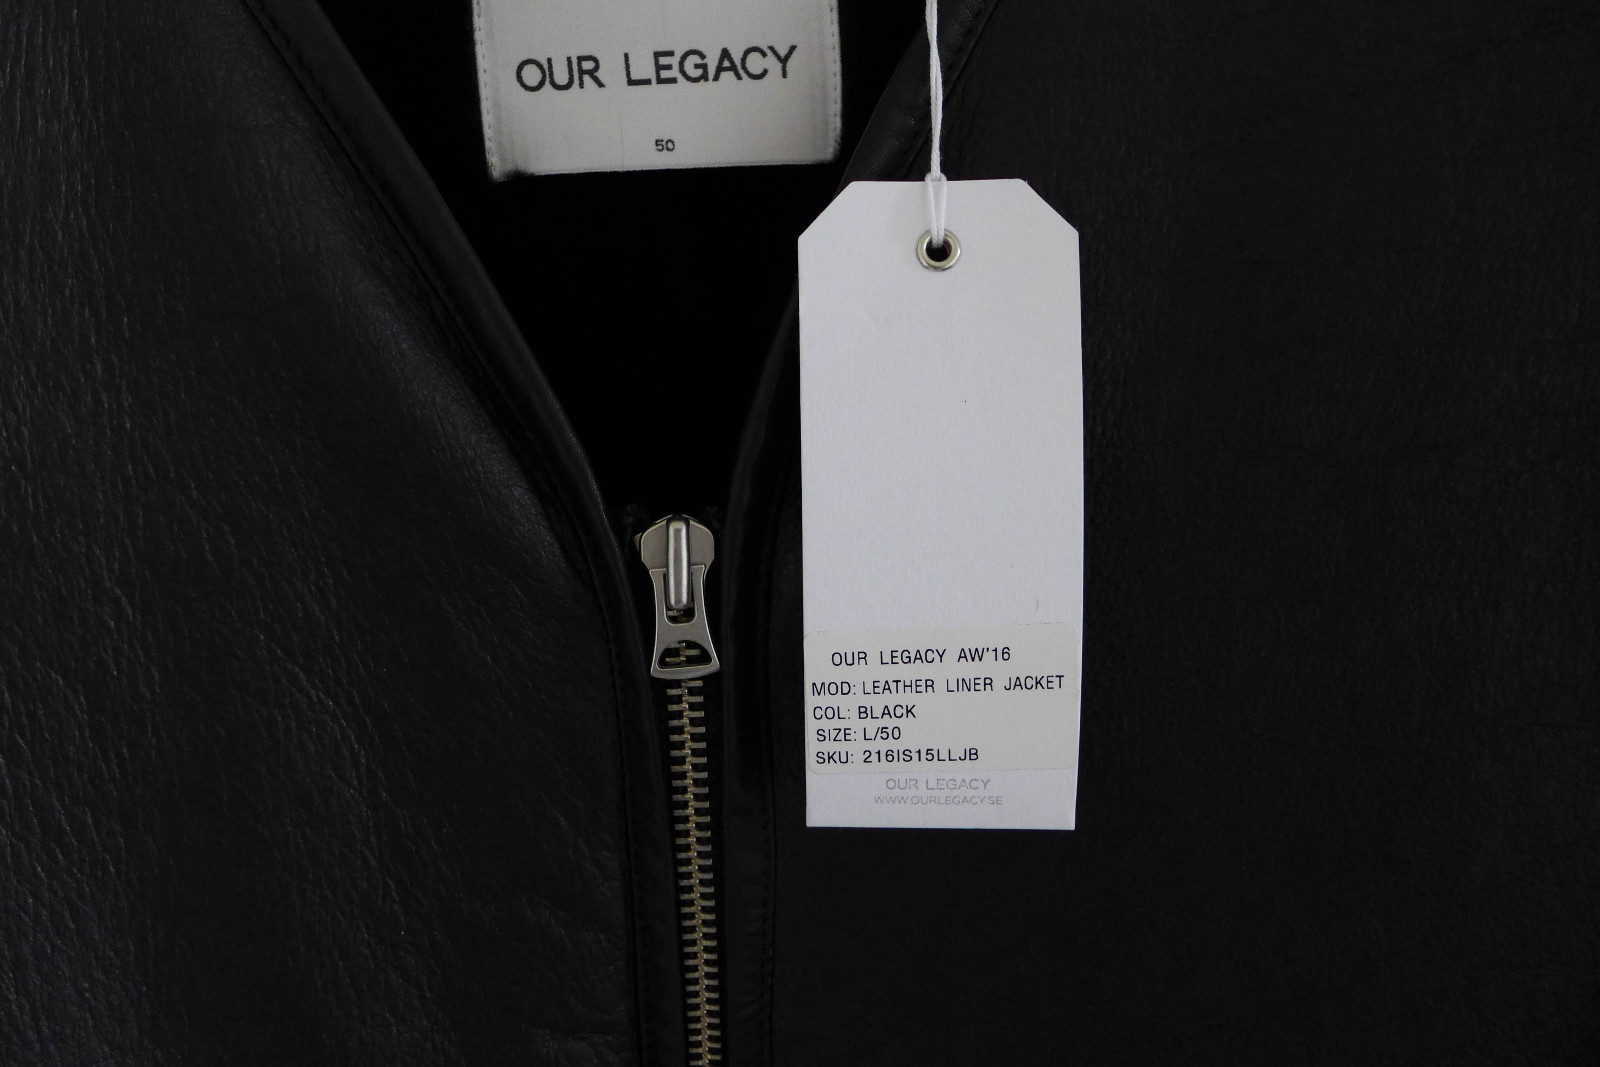 OUR LEGACY
50
OUR LEGACY AW'16
MOD: LEATHER LINER JACKET
COL: BLACK
SIZE: L/50
SKU: 216IS15LLJB
OUR LEGACY
WWW.OURLEGACY.SE